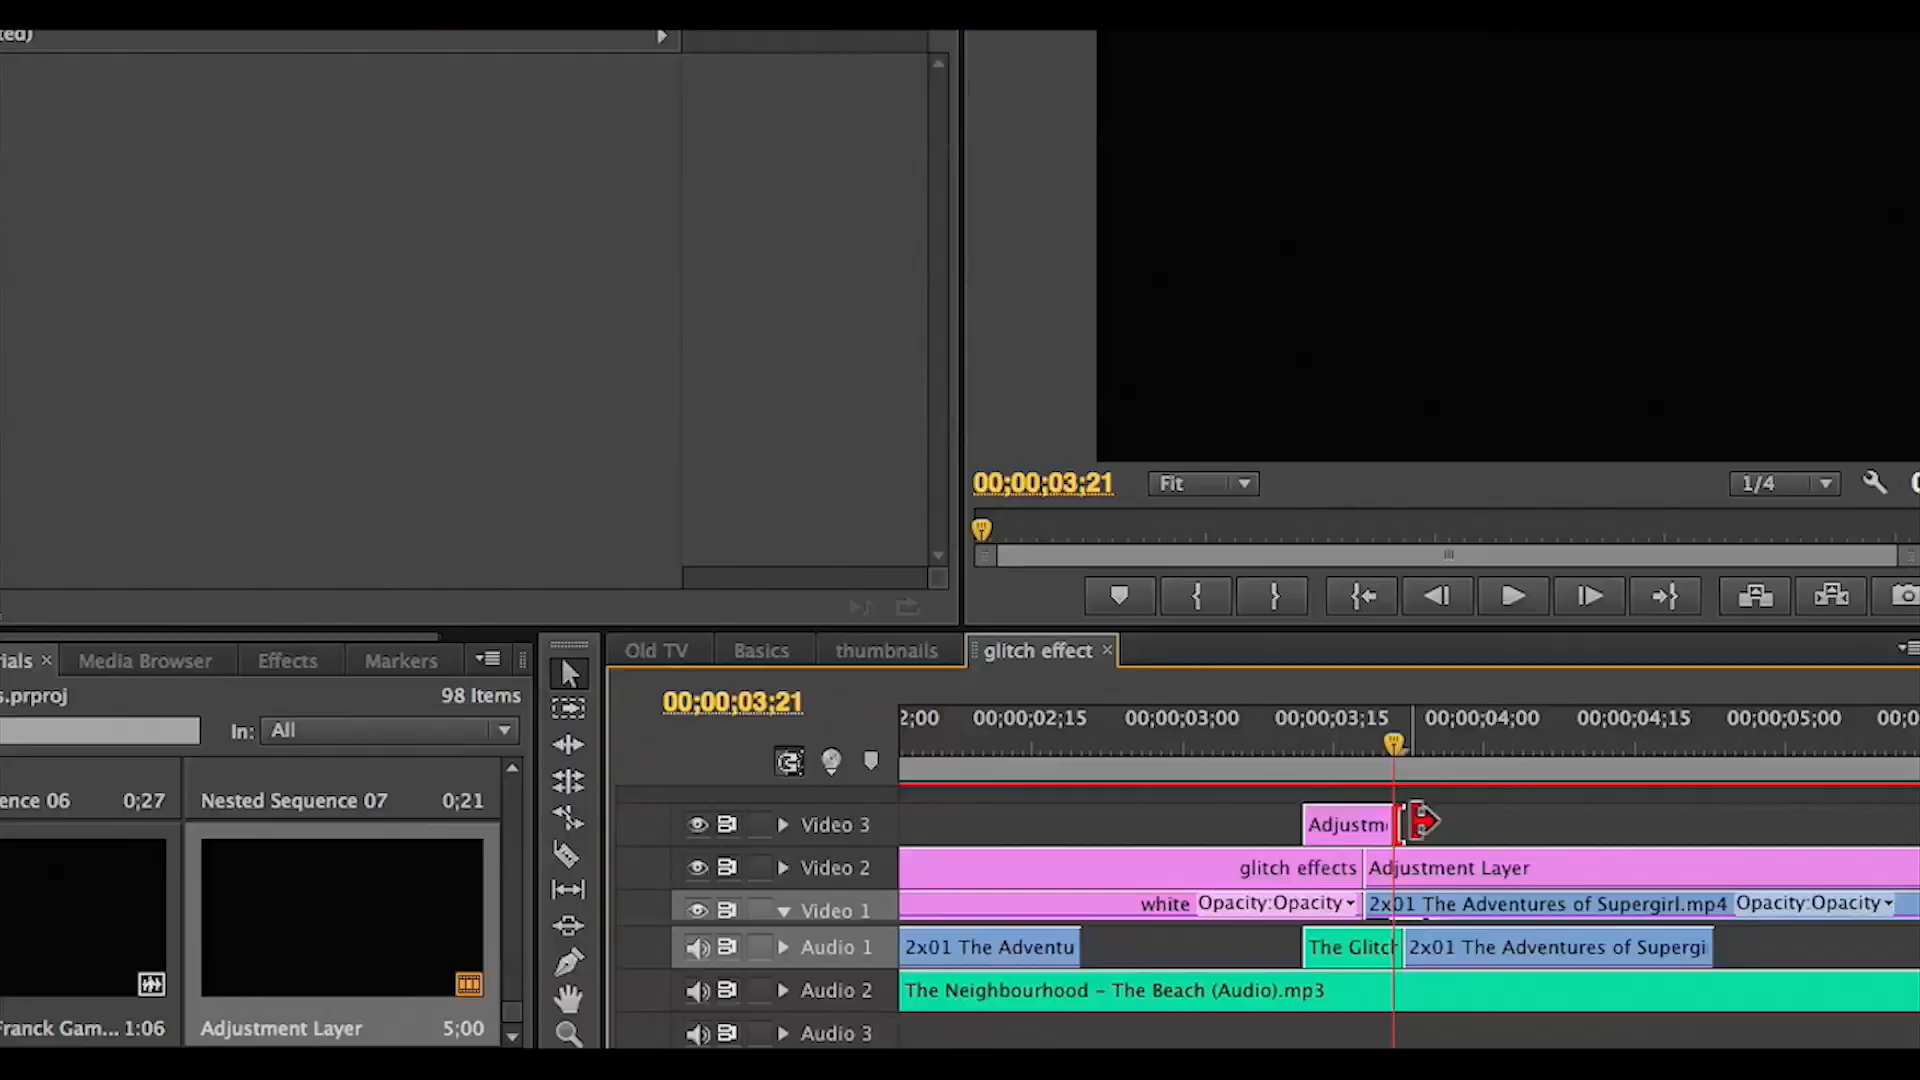 ted)
00;00;03;21 Fit 1/4
Old TV Basics thumbnails glitch effect ×
ials × Media Browser Effects Markers
s.prproj 98 Items
00;00;03;21
2;00 00;00;02;15 00;00;03;00 00;00;03;15 00;00;04;00 00;00;04;15 00;00;05;00 00;0
In: All
ence 06 0;27 Nested Sequence 07 0;21
Video 3 Adjustm
Video 2 glitch effects Adjustment Layer
Video 1 white Opacity:Opacity 2x01 The Adventures of Supergirl.mp4 Opacity:Opacity
Audio 1 2x01 The Adventu The Glitch 2x01 The Adventures of Supergi
Audio 2 The Neighbourhood - The Beach (Audio).mp3
Franck Gam... 1:06 Adjustment Layer 5;00
Audio 3